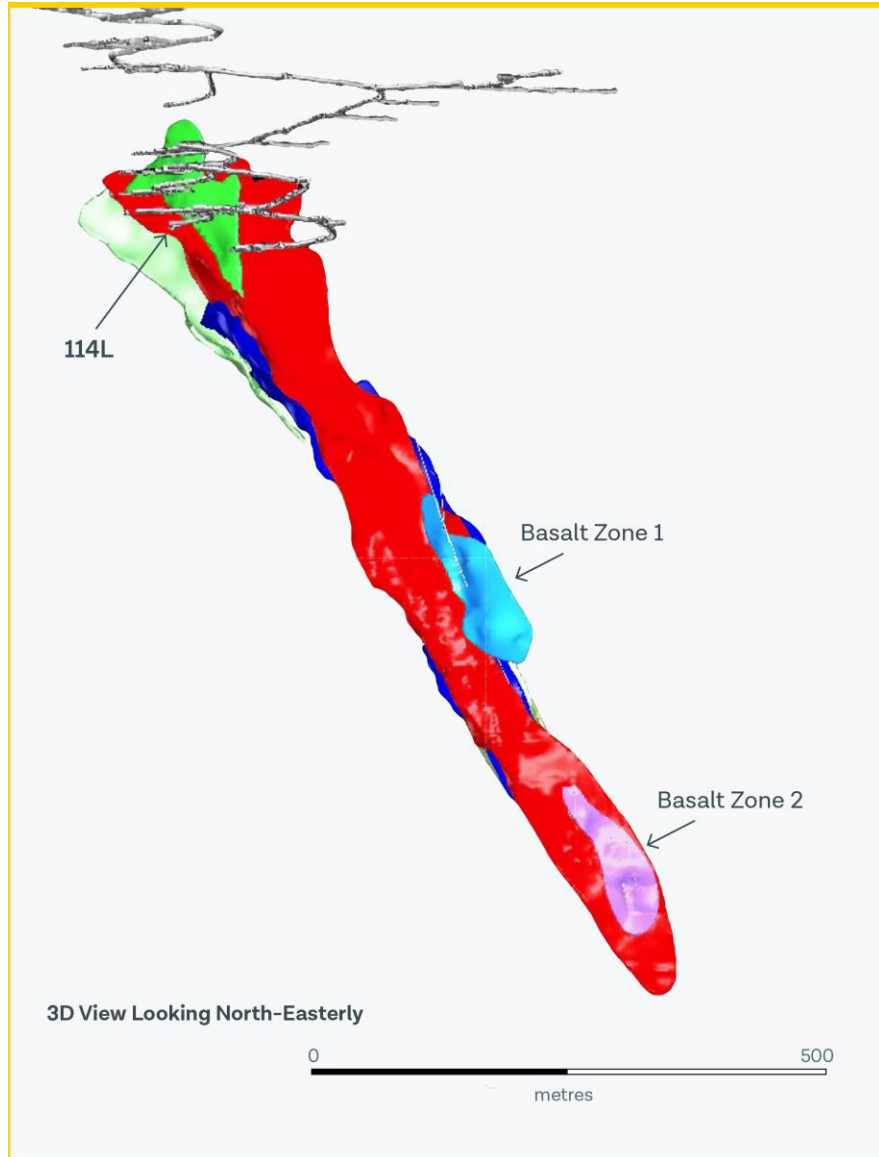 114L
Basalt Zone 1
Basalt Zone 2
3D View Looking North-Easterly
0 500
metres